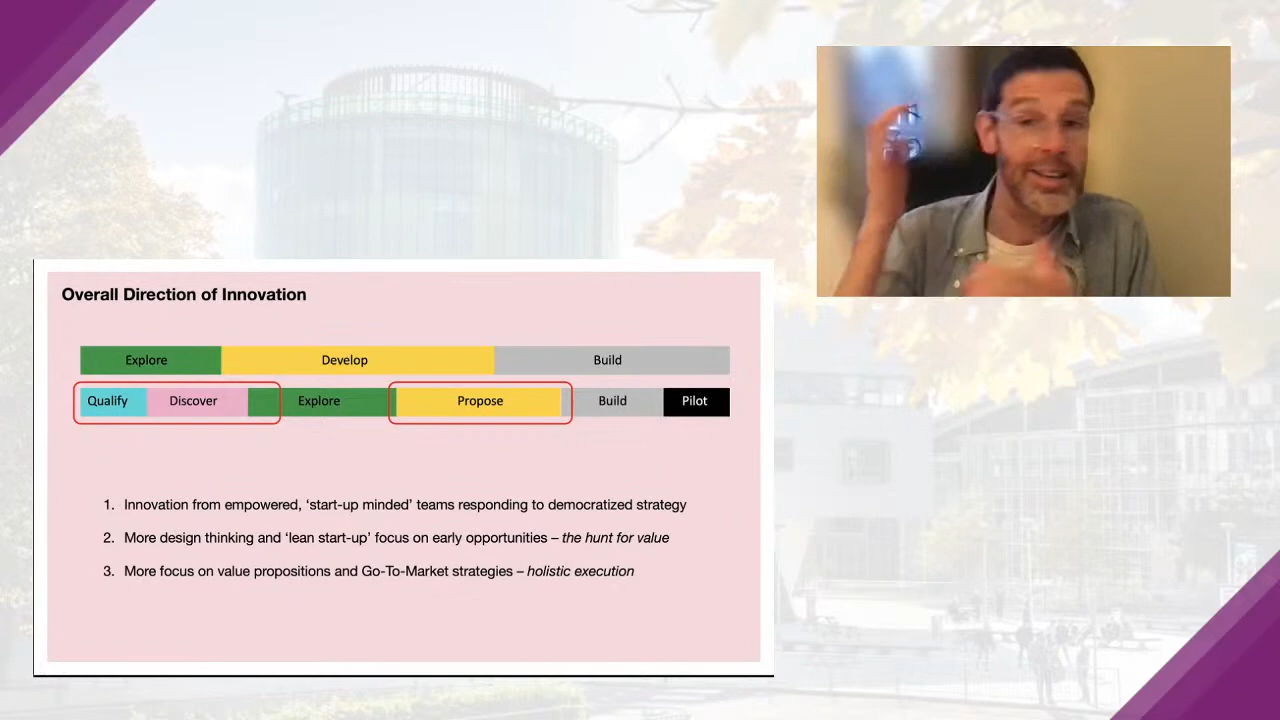 Overall Direction of Innovation
Explore Develop Build
Qualify Discover Explore Propose Build Pilot
1. Innovation from empowered, ‘start-up minded’ teams responding to democratized strategy
2. More design thinking and ‘lean start-up’ focus on early opportunities – the hunt for value
3. More focus on value propositions and Go-To-Market strategies – holistic execution